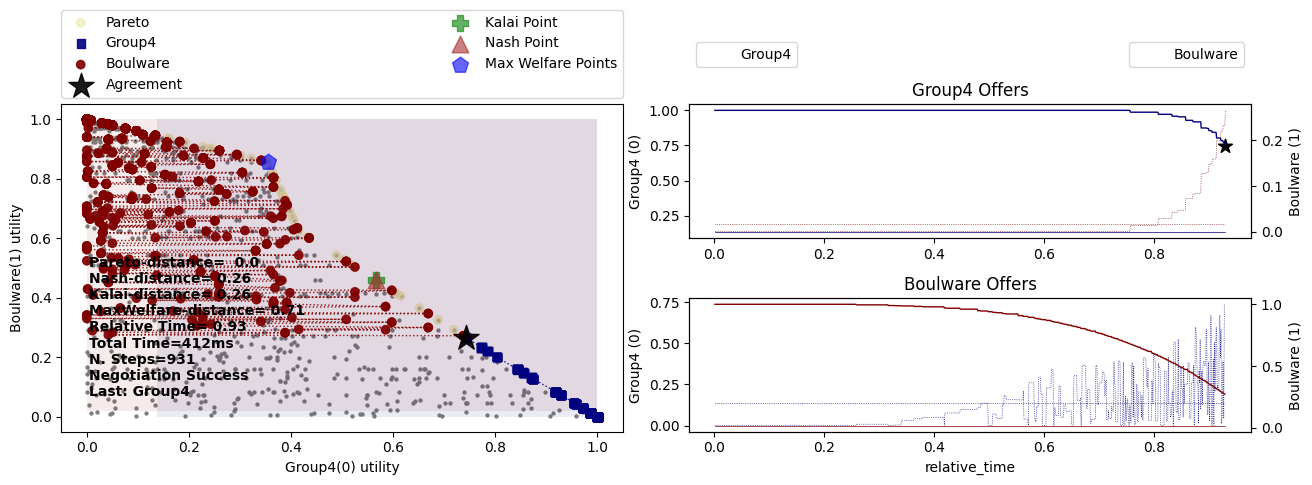 Pareto
Group4
Boulware
Agreement
Kalai Point
Nash Point
Max Welfare Points
1.0
0.8
0.6
0.4
0.2
0.0
Boulware(1) utility
Pareto-distance= 0.0
Nash-distance= 0.26
Kalai-distance= 0.26
MaxWelfare-distance= 0.71
Relative Time= 0.93
Total Time=412ms
N. Steps=931
Negotiation Success
Last: Group4
0.0 0.2 0.4 0.6 0.8 1.0
Group4(0) utility
Group4
Boulware
Group4 Offers
1.00
0.75
0.50
0.25
Group4 (0)
0.2
0.1
0.0
Boulware (1)
0.0 0.2 0.4 0.6 0.8
Boulware Offers
0.75
0.50
0.25
0.00
Group4 (0)
1.0
0.5
0.0
Boulware (1)
0.0 0.2 0.4 0.6 0.8
relative_time